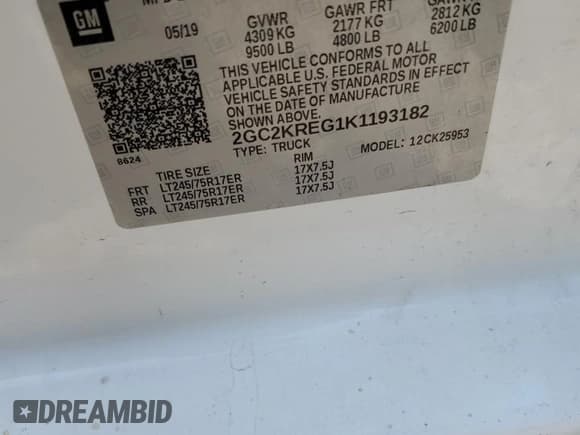 GM
05/19
GVWR
4309 KG
9500 LB
GAWR FRT
2177 KG
4800 LB
2812 KG
6200 LB
THIS VEHICLE CONFORMS TO ALL
APPLICABLE U.S. FEDERAL MOTOR
VEHICLE SAFETY STANDARDS IN EFFECT
ON THE DATE OF MANUFACTURE
SHOWN ABOVE.
2GC2KREG1K1193182
TYPE: TRUCK
MODEL: 12CK25953
8624
TIRE SIZE
RIM
FRT LT245/75R17ER 17X7.5J
RR LT245/75R17ER 17X7.5J
SPA LT245/75R17ER 17X7.5J
DREAMBID